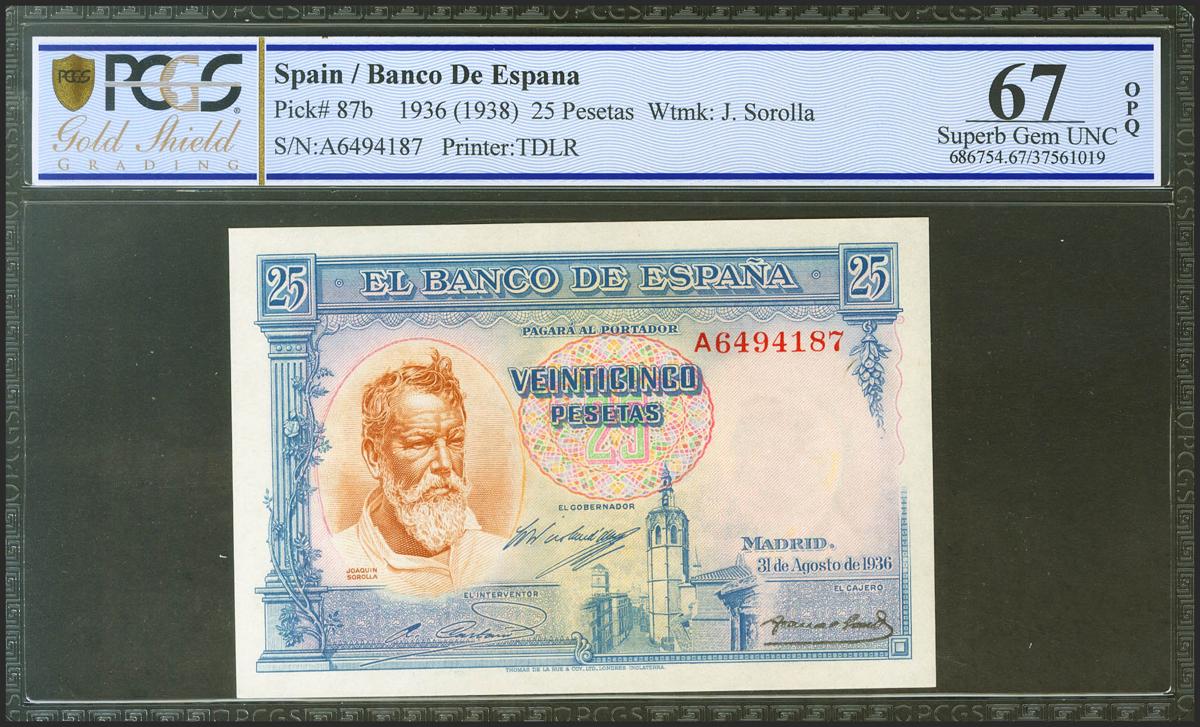 PCGS
PCGS
Gold Shield
GRADING
Spain / Banco De Espana
Pick# 87b 1936 (1938) 25 Pesetas Wtmk: J. Sorolla
S/N:A6494187 Printer:TDLR
67
Superb Gem UNC
686754.67/37561019
OPQ
25 EL BANCO DE ESPAÑA 25
PAGARÁ AL PORTADOR
A6494187
VEINTICINCO
PESETAS
25
EL GOBERNADOR
MADRID.
31 de Agosto de 1936
JOAQUIN
SOROLLA
EL INTERVENTOR
EL CAJERO
THOMAS DE LA RUE & COY. LTD. LONDRES INGLATERRA.